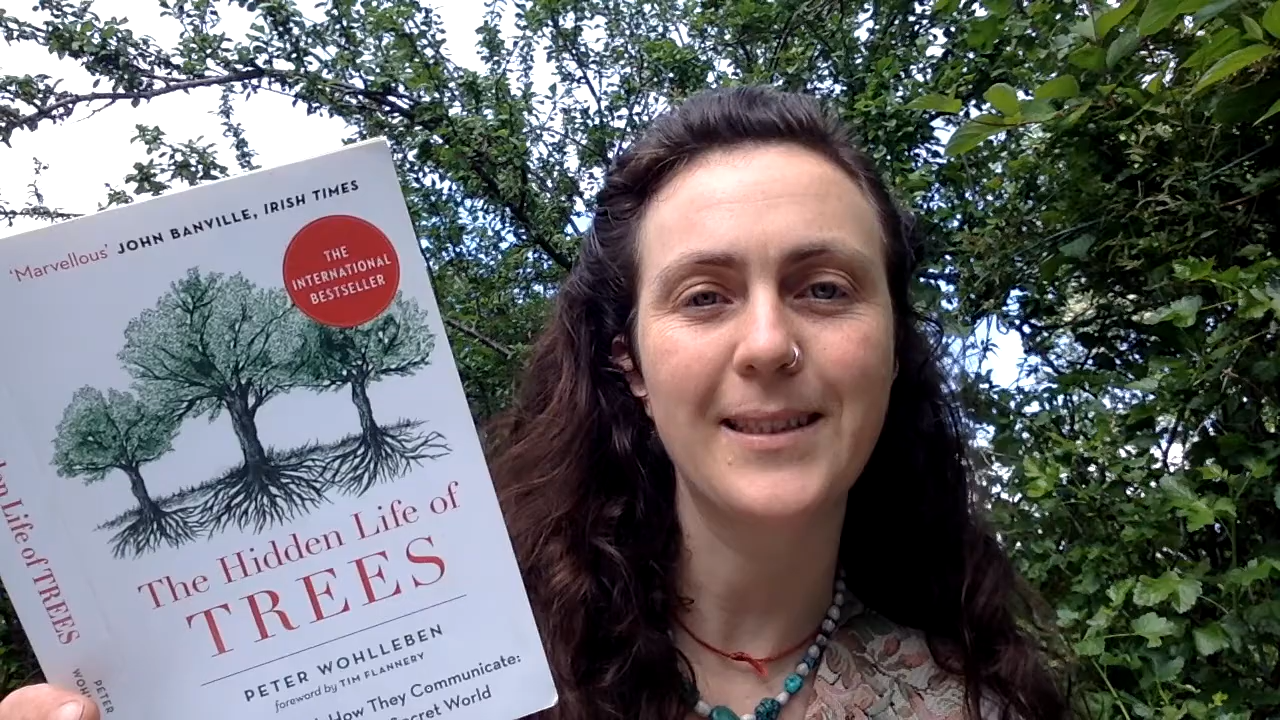 'Marvellous' JOHN BANVILLE, IRISH TIMES
THE
INTERNATIONAL
BESTSELLER
The Hidden Life of
TREES
PETER WOHLLEBEN
foreword by TIM FLANNERY
How They Communicate:
World
Life of TREES
PETER